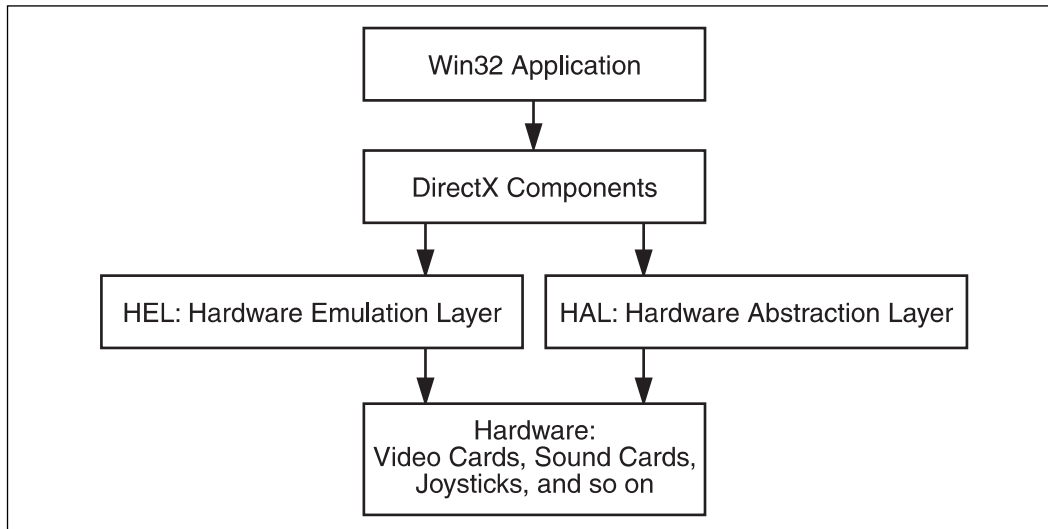 Win32 Application
DirectX Components
HEL: Hardware Emulation Layer
HAL: Hardware Abstraction Layer
Hardware:
Video Cards, Sound Cards,
Joysticks, and so on